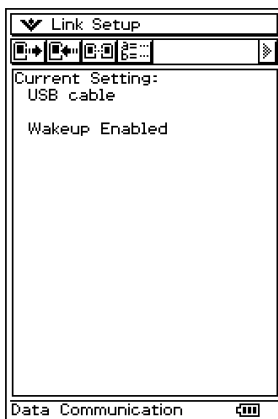 Link Setup
Current Setting:
USB cable
Wakeup Enabled
Data Communication